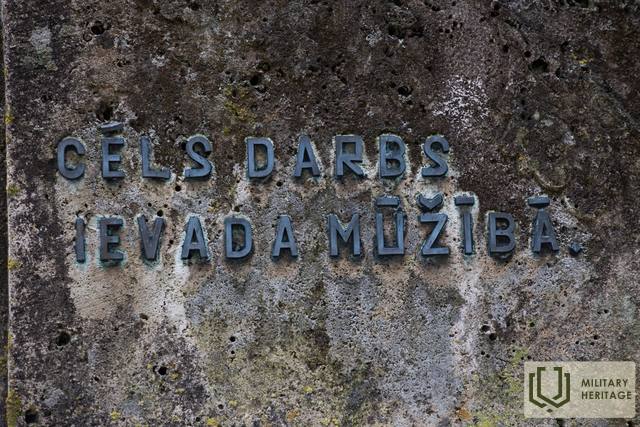 CĒLS DARBS
IEVADA MŪŽĪBĀ.
MILITARY
HERITAGE